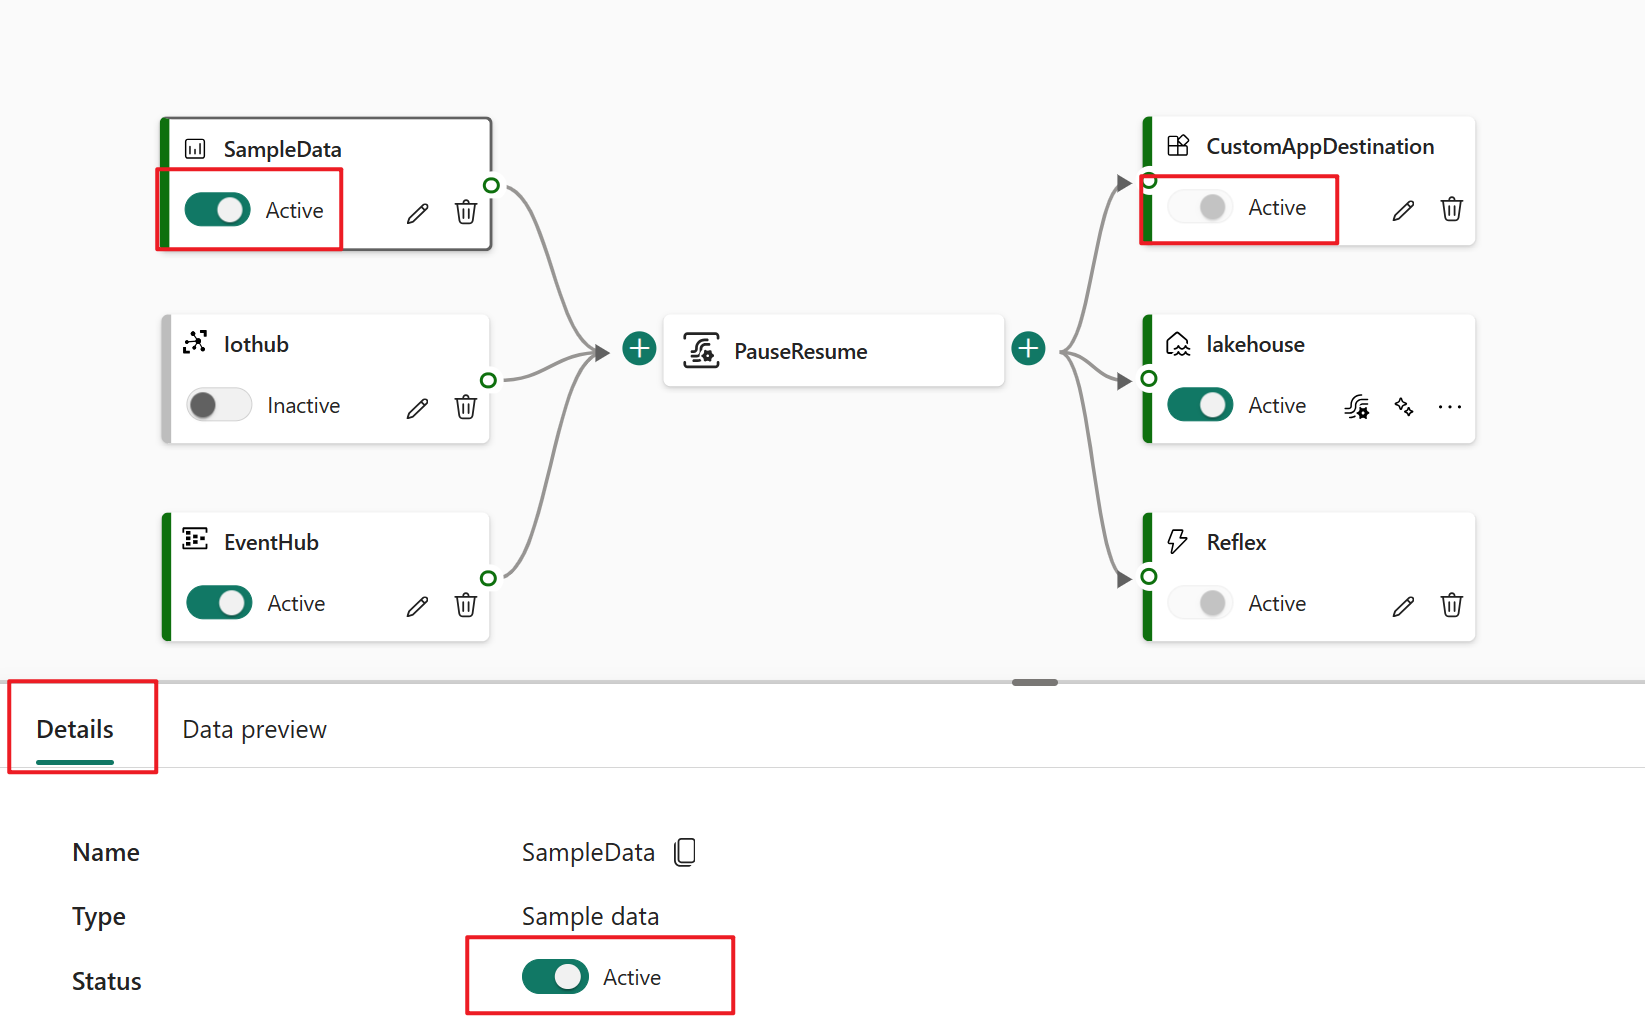 SampleData
Active
Iothub
Inactive
EventHub
Active
PauseResume
CustomAppDestination
Active
lakehouse
Active
Reflex
Active
Details
Data preview
Name
SampleData
Type
Sample data
Status
Active